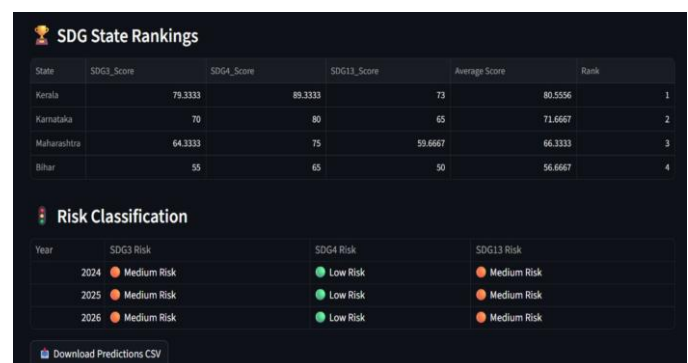 🏆 SDG State Rankings
State SDG3_Score SDG4_Score SDG13_Score Average Score Rank
Kerala 79.3333 89.3333 73 80.5556 1
Karnataka 70 80 65 71.6667 2
Maharashtra 64.3333 75 59.6667 66.3333 3
Bihar 55 65 50 56.6667 4
🚦 Risk Classification
Year SDG3 Risk SDG4 Risk SDG13 Risk
2024 🟠 Medium Risk 🟢 Low Risk 🟠 Medium Risk
2025 🟠 Medium Risk 🟢 Low Risk 🟠 Medium Risk
2026 🟠 Medium Risk 🟢 Low Risk 🟠 Medium Risk
📥 Download Predictions CSV